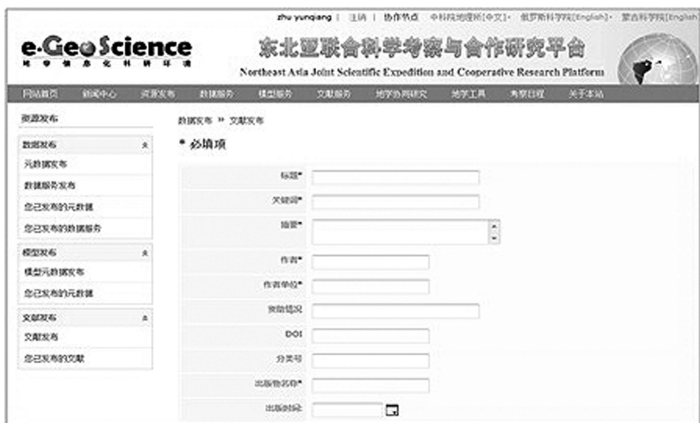 zhu yunqiang | 注销 | 协作节点 中科院地理所[中文]· 俄罗斯科学院[English]· 蒙古科学院[English]
e-GeoScience
地学信息化科研环境
东北亚联合科学考察与合作研究平台
Northeast Asia Joint Scientific Expedition and Cooperative Research Platform
网站首页 新闻中心 资源发布 数据服务 模型服务 文献服务 地学协同研究 地学工具 考察日程 关于本站
资源发布
数据发布
元数据发布
数据服务发布
您已发布的元数据
您已发布的数据服务
模型发布
模型元数据发布
您已发布的元数据
文献发布
文献发布
您已发布的文献
数据发布 » 文献发布
* 必填项
标题*
关键词*
摘要*
作者*
作者单位*
资助情况
DOI
分类号
出版物名称*
出版时间: